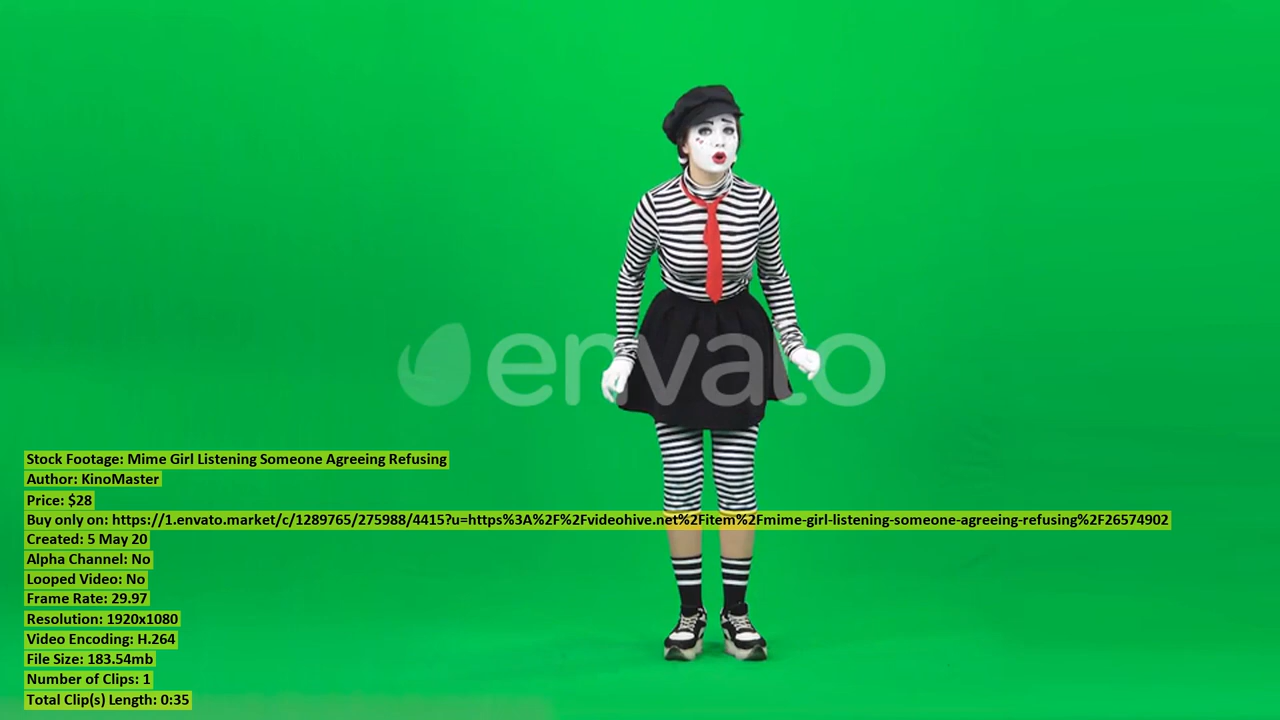 envato
Stock Footage: Mime Girl Listening Someone Agreeing Refusing
Author: KinoMaster
Price: $28
Buy only on: https://1.envato.market/c/1289765/275988/4415?u=https%3A%2F%2Fvideohive.net%2Fitem%2Fmime-girl-listening-someone-agreeing-refusing%2F26574902
Created: 5 May 20
Alpha Channel: No
Looped Video: No
Frame Rate: 29.97
Resolution: 1920x1080
Video Encoding: H.264
File Size: 183.54mb
Number of Clips: 1
Total Clip(s) Length: 0:35